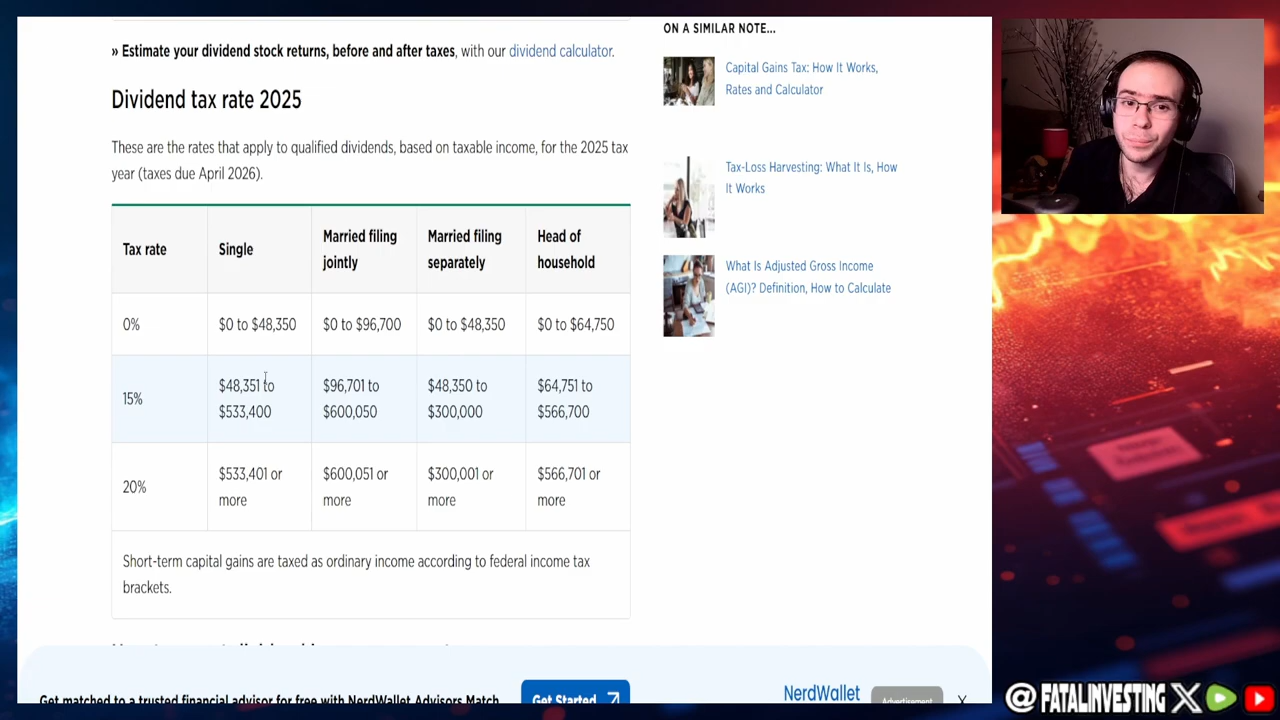 » Estimate your dividend stock returns, before and after taxes, with our dividend calculator.
Dividend tax rate 2025
These are the rates that apply to qualified dividends, based on taxable income, for the 2025 tax
year (taxes due April 2026).
Tax rate
Single
Married filing
jointly
Married filing
separately
Head of
household
0%
$0 to $48,350
$0 to $96,700
$0 to $48,350
$0 to $64,750
15%
$48,351 to
$533,400
$96,701 to
$600,050
$48,350 to
$300,000
$64,751 to
$566,700
20%
$533,401 or
more
$600,051 or
more
$300,001 or
more
$566,701 or
more
Short-term capital gains are taxed as ordinary income according to federal income tax
brackets.
Get matched to a trusted financial advisor for free with NerdWallet Advisors Match
Get Started
NerdWallet
Advertisement
X
ON A SIMILAR NOTE...
Capital Gains Tax: How It Works,
Rates and Calculator
Tax-Loss Harvesting: What It Is, How
It Works
What Is Adjusted Gross Income
(AGI)? Definition, How to Calculate
@FATALINVESTING